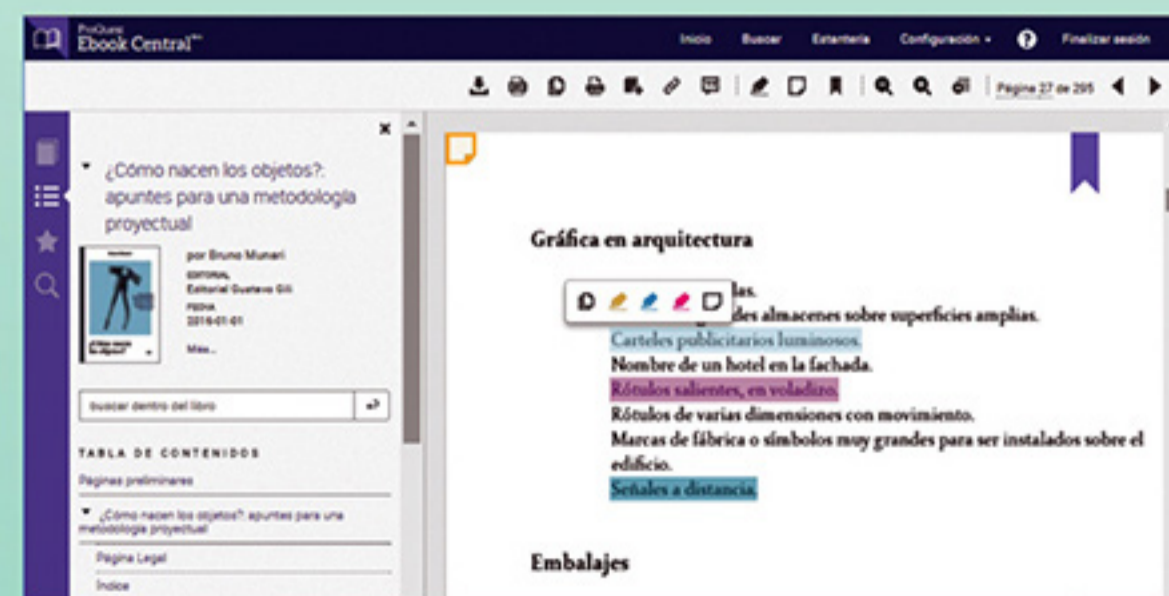 ProQuest
Ebook Central
Inicio Buscar Estantería Configuración Finalizar sesión
Página 27 de 295
¿Cómo nacen los objetos?:
apuntes para una metodología
proyectual
por Bruno Munari
EDITORIAL
Editorial Gustavo Gili
FECHA
2016-01-01
Más...
buscar dentro del libro
TABLA DE CONTENIDOS
Páginas preliminares
¿Cómo nacen los objetos?: apuntes para una
metodología proyectual
Página Legal
Índice
Gráfica en arquitectura
des almacenes sobre superficies amplias.
Carteles publicitarios luminosos.
Nombre de un hotel en la fachada.
Rótulos salientes, en voladizo.
Rótulos de varias dimensiones con movimiento.
Marcas de fábrica o símbolos muy grandes para ser instalados sobre el
edificio.
Señales a distancia.
Embalajes